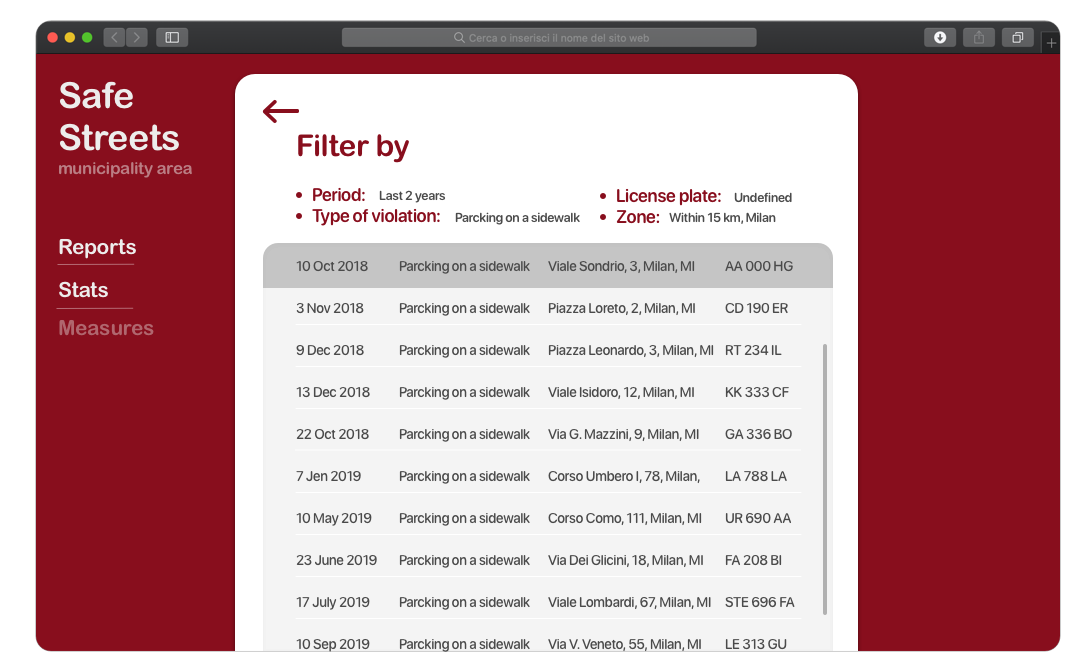 Cerca o inserisci il nome del sito web
Safe
Streets
municipality area
Reports
Stats
Measures
Filter by
Period: Last 2 years
License plate: Undefined
Type of violation: Parcking on a sidewalk
Zone: Within 15 km, Milan
10 Oct 2018 Parcking on a sidewalk Viale Sondrio, 3, Milan, MI AA 000 HG
3 Nov 2018 Parcking on a sidewalk Piazza Loreto, 2, Milan, MI CD 190 ER
9 Dec 2018 Parcking on a sidewalk Piazza Leonardo, 3, Milan, MI RT 234 IL
13 Dec 2018 Parcking on a sidewalk Viale Isidoro, 12, Milan, MI KK 333 CF
22 Oct 2018 Parcking on a sidewalk Via G. Mazzini, 9, Milan, MI GA 336 BO
7 Jen 2019 Parcking on a sidewalk Corso Umbero I, 78, Milan, LA 788 LA
10 May 2019 Parcking on a sidewalk Corso Como, 111, Milan, MI UR 690 AA
23 June 2019 Parcking on a sidewalk Via Dei Glicini, 18, Milan, MI FA 208 BI
17 July 2019 Parcking on a sidewalk Viale Lombardi, 67, Milan, MI STE 696 FA
10 Sep 2019 Parcking on a sidewalk Via V. Veneto, 55, Milan, MI LE 313 GU